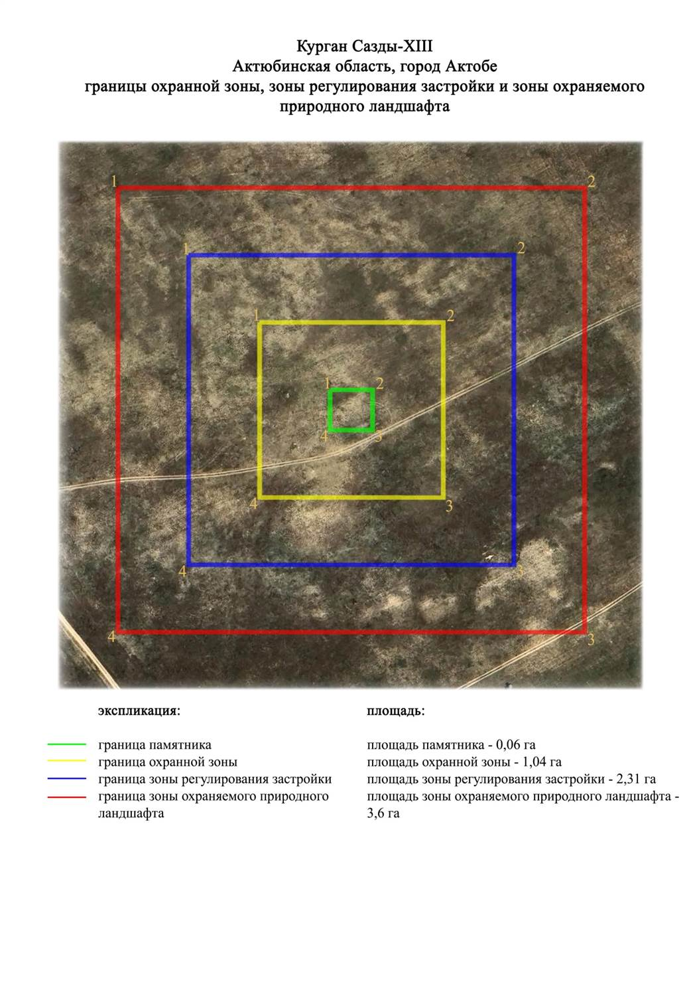 Курган Сазды-XIII
Актюбинская область, город Актобе
границы охранной зоны, зоны регулирования застройки и зоны охраняемого
природного ландшафта
1
2
1
2
1
2
1
2
4
3
4
3
4
3
4
3
экспликация:
площадь:
граница памятника
площадь памятника - 0,06 га
граница охранной зоны
площадь охранной зоны - 1,04 га
граница зоны регулирования застройки
площадь зоны регулирования застройки - 2,31 га
граница зоны охраняемого природного
ландшафта
площадь зоны охраняемого природного ландшафта -
3,6 га